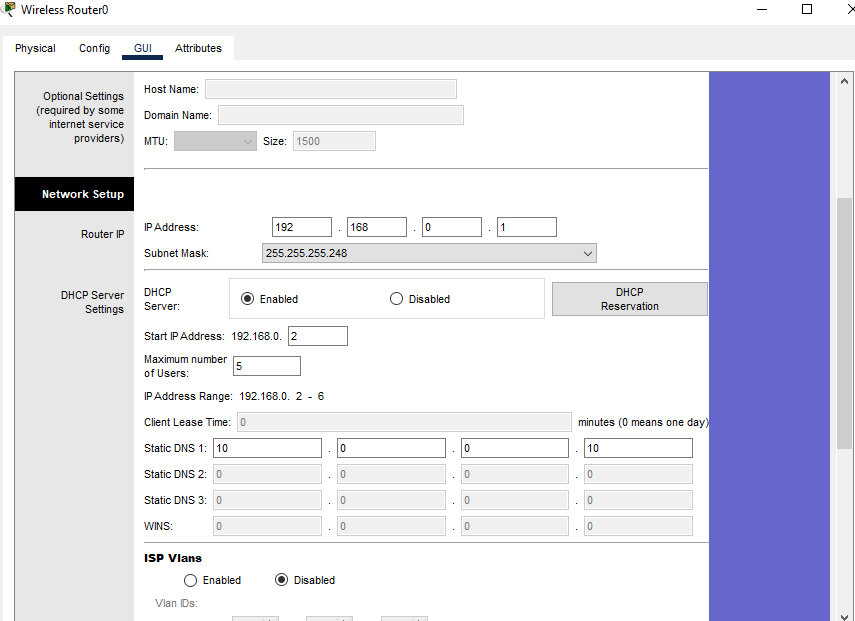 Wireless Router0
Physical Config GUI Attributes
Optional Settings
(required by some
internet service
providers)
Host Name:
Domain Name:
MTU: Size: 1500
Network Setup
Router IP
IP Address: 192 . 168 . 0 . 1
Subnet Mask: 255.255.255.248
DHCP Server
Settings
DHCP
Server: Enabled Disabled
DHCP
Reservation
Start IP Address: 192.168.0. 2
Maximum number
of Users: 5
IP Address Range: 192.168.0. 2 - 6
Client Lease Time: 0 minutes (0 means one day)
Static DNS 1: 10 . 0 . 0 . 10
Static DNS 2: 0 . 0 . 0 . 0
Static DNS 3: 0 . 0 . 0 . 0
WINS: 0 . 0 . 0 . 0
ISP Vlans
Enabled Disabled
Vlan IDs: